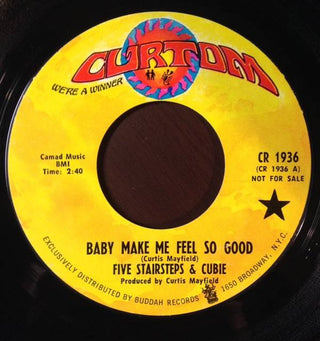 CURTOM
WE'RE A WINNER
Camad Music
BMI
Time: 2:40
CR 1936
(CR 1936 A)
NOT FOR SALE
BABY MAKE ME FEEL SO GOOD
(Curtis Mayfield)
FIVE STAIRSTEPS & CUBIE
Produced by Curtis Mayfield
EXCLUSIVELY DISTRIBUTED BY BUDDAH RECORDS
1650 BROADWAY, N.Y.C.